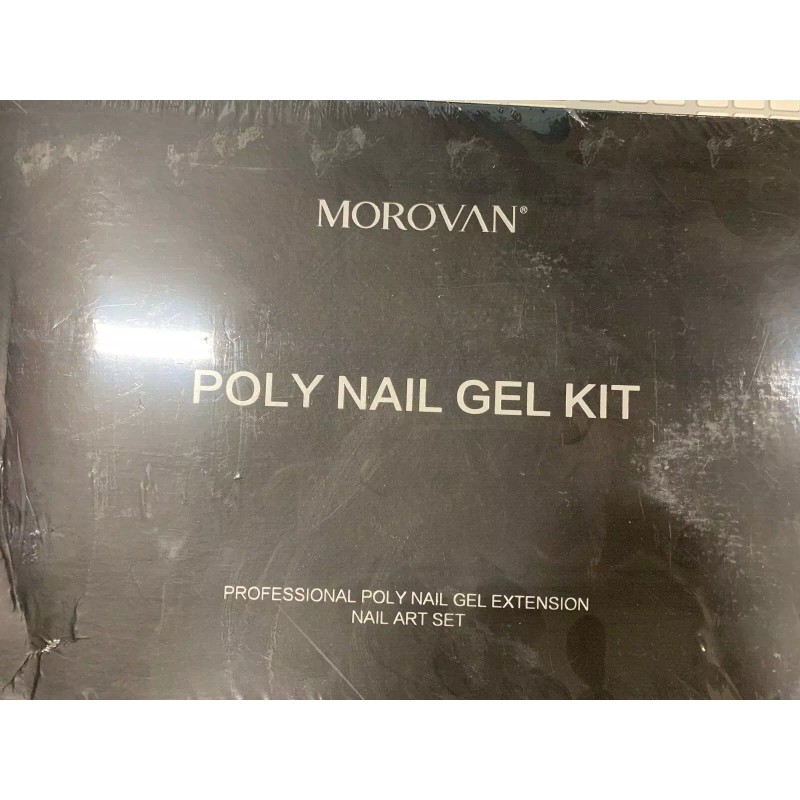 MOROVAN®
POLY NAIL GEL KIT
PROFESSIONAL POLY NAIL GEL EXTENSION
NAIL ART SET